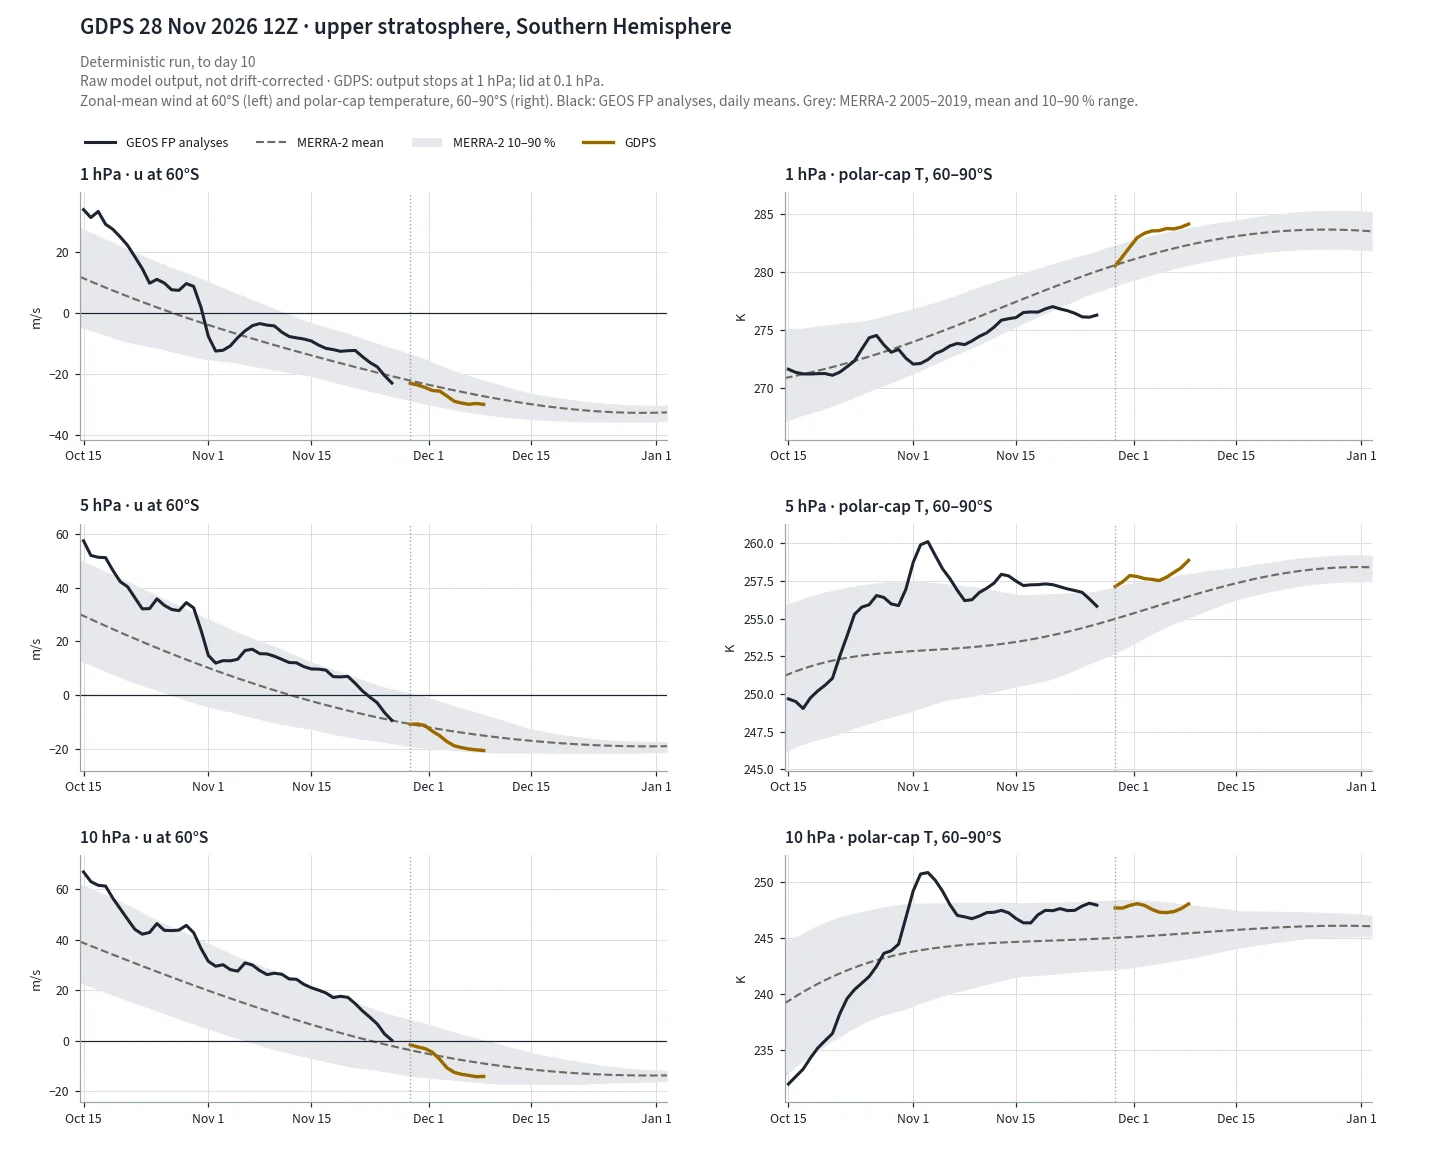 GDPS 28 Nov 2026 12Z · upper stratosphere, Southern Hemisphere
Deterministic run, to day 10
Raw model output, not drift-corrected · GDPS: output stops at 1 hPa; lid at 0.1 hPa.
Zonal-mean wind at 60°S (left) and polar-cap temperature, 60–90°S (right). Black: GEOS FP analyses, daily means. Grey: MERRA-2 2005–2019, mean and 10–90 % range.
GEOS FP analyses MERRA-2 mean MERRA-2 10–90 % GDPS
1 hPa · u at 60°S
20
0
−20
−40
m/s
Oct 15 Nov 1 Nov 15 Dec 1 Dec 15 Jan 1
1 hPa · polar-cap T, 60–90°S
285
280
275
270
K
Oct 15 Nov 1 Nov 15 Dec 1 Dec 15 Jan 1
5 hPa · u at 60°S
60
40
20
0
−20
m/s
Oct 15 Nov 1 Nov 15 Dec 1 Dec 15 Jan 1
5 hPa · polar-cap T, 60–90°S
260.0
257.5
255.0
252.5
250.0
247.5
245.0
K
Oct 15 Nov 1 Nov 15 Dec 1 Dec 15 Jan 1
10 hPa · u at 60°S
60
40
20
0
−20
m/s
Oct 15 Nov 1 Nov 15 Dec 1 Dec 15 Jan 1
10 hPa · polar-cap T, 60–90°S
250
245
240
235
K
Oct 15 Nov 1 Nov 15 Dec 1 Dec 15 Jan 1